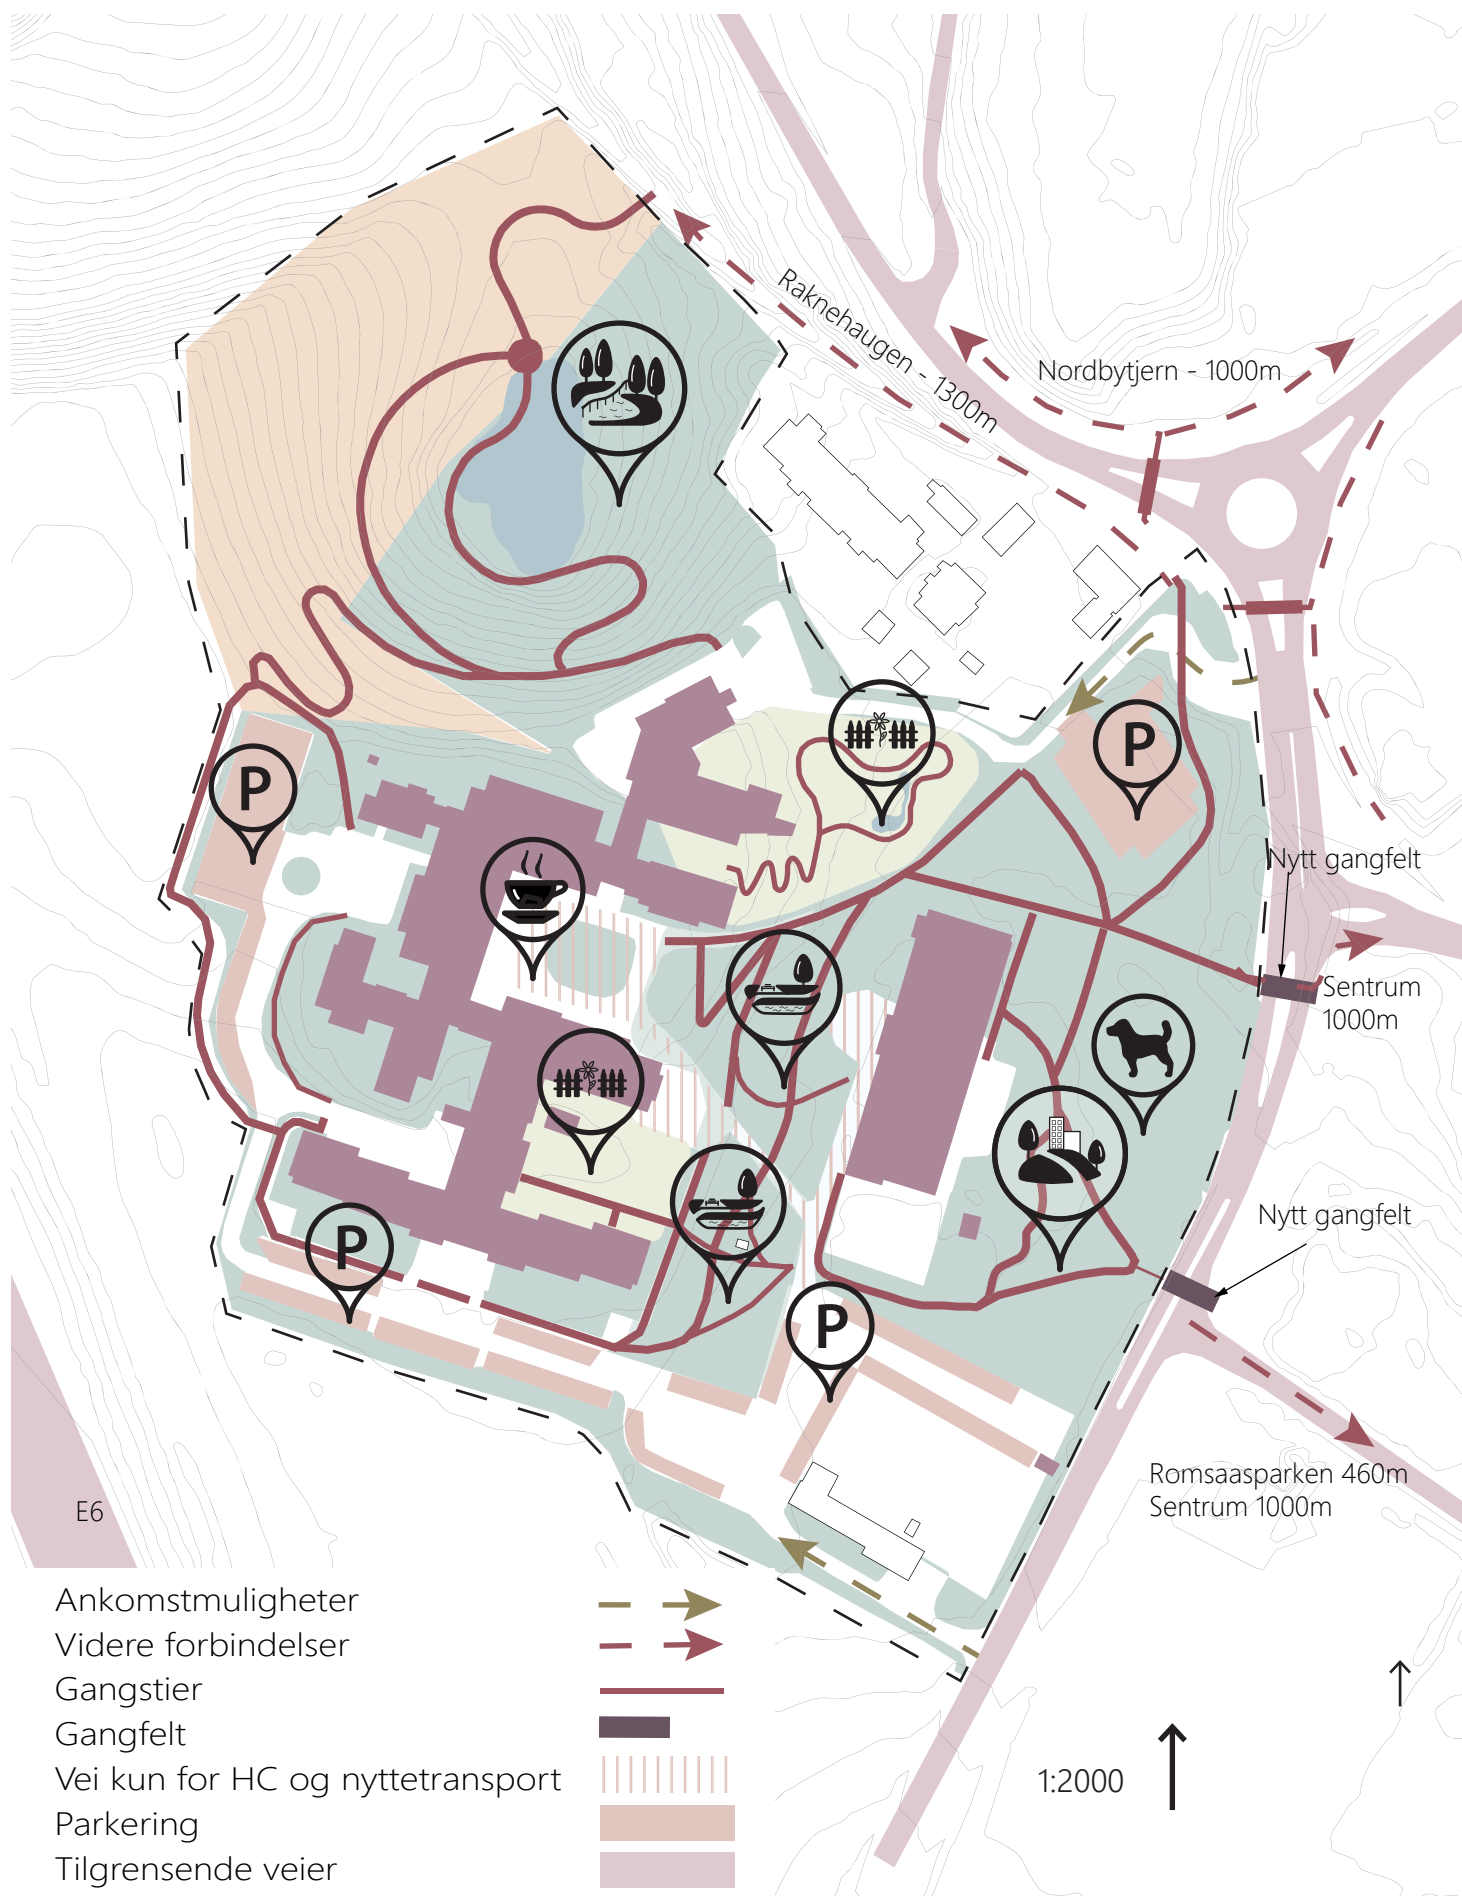 Raknehaugen - 1300m
Nordbytjern - 1000m
P
P
Nytt gangfelt
Sentrum
1000m
Nytt gangfelt
P
P
Romsaasparken 460m
Sentrum 1000m
E6
Ankomstmuligheter
Videre forbindelser
Gangstier
Gangfelt
Vei kun for HC og nyttetransport
Parkering
Tilgrensende veier
1:2000